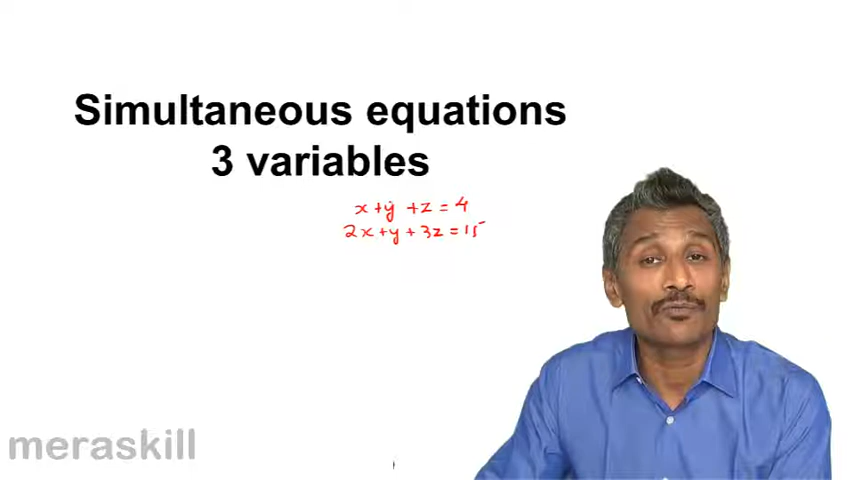 Simultaneous equations
3 variables
x + y + z = 4
2x + y + 3z = 15
meraskill